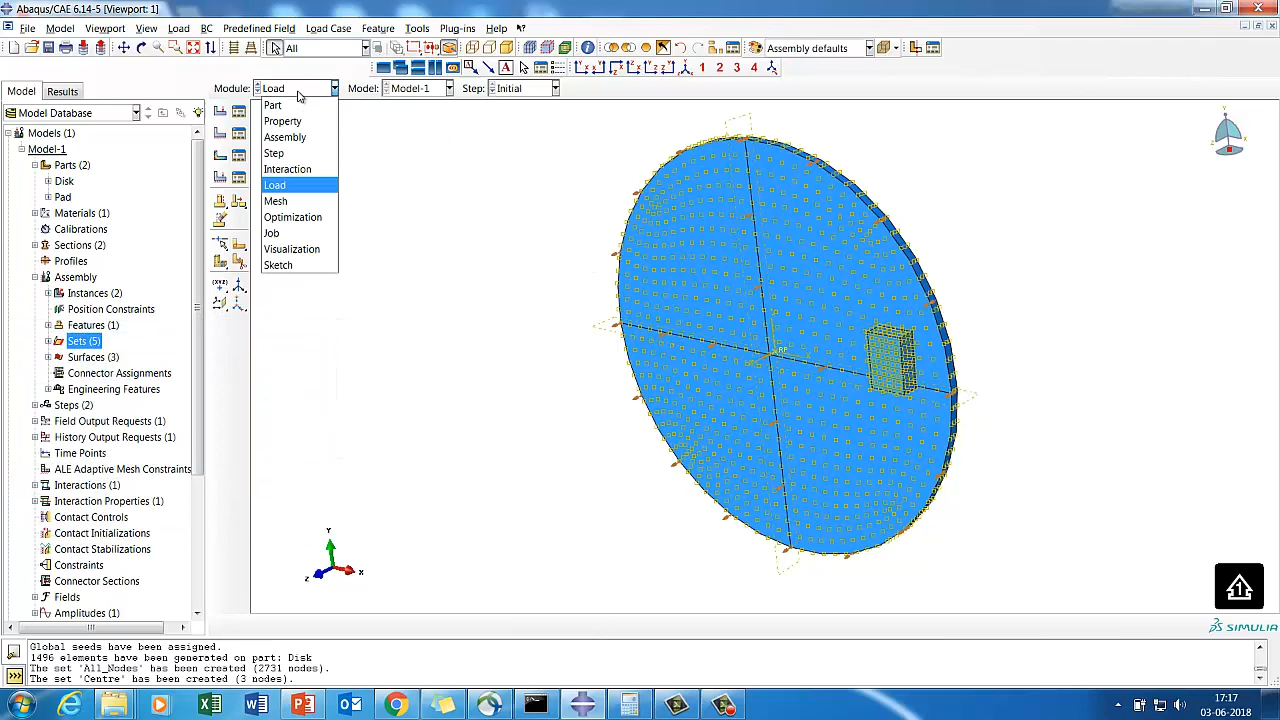 Abaqus/CAE 6.14-5 [Viewport: 1]
File Model Viewport View Load BC Predefined Field Load Case Feature Tools Plug-ins Help
All
Assembly defaults
1 2 3 4
Model Results
Module: Load Model: Model-1 Step: Initial
Model Database
Part
Property
Assembly
Step
Interaction
Load
Mesh
Optimization
Job
Visualization
Sketch
Models (1)
Model-1
Parts (2)
Disk
Pad
Materials (1)
Calibrations
Sections (2)
Profiles
Assembly
Instances (2)
Position Constraints
Features (1)
Sets (5)
Surfaces (3)
Connector Assignments
Engineering Features
Steps (2)
Field Output Requests (1)
History Output Requests (1)
Time Points
ALE Adaptive Mesh Constraints
Interactions (1)
Interaction Properties (1)
Contact Controls
Contact Initializations
Contact Stabilizations
Constraints
Connector Sections
Fields
Amplitudes (1)
RP
Y
Z
X
Y
Z
X
SIMULIA
Global seeds have been assigned.
1496 elements have been generated on part: Disk
The set 'All_Nodes' has been created (2731 nodes).
The set 'Centre' has been created (3 nodes).
17:17
03-06-2018